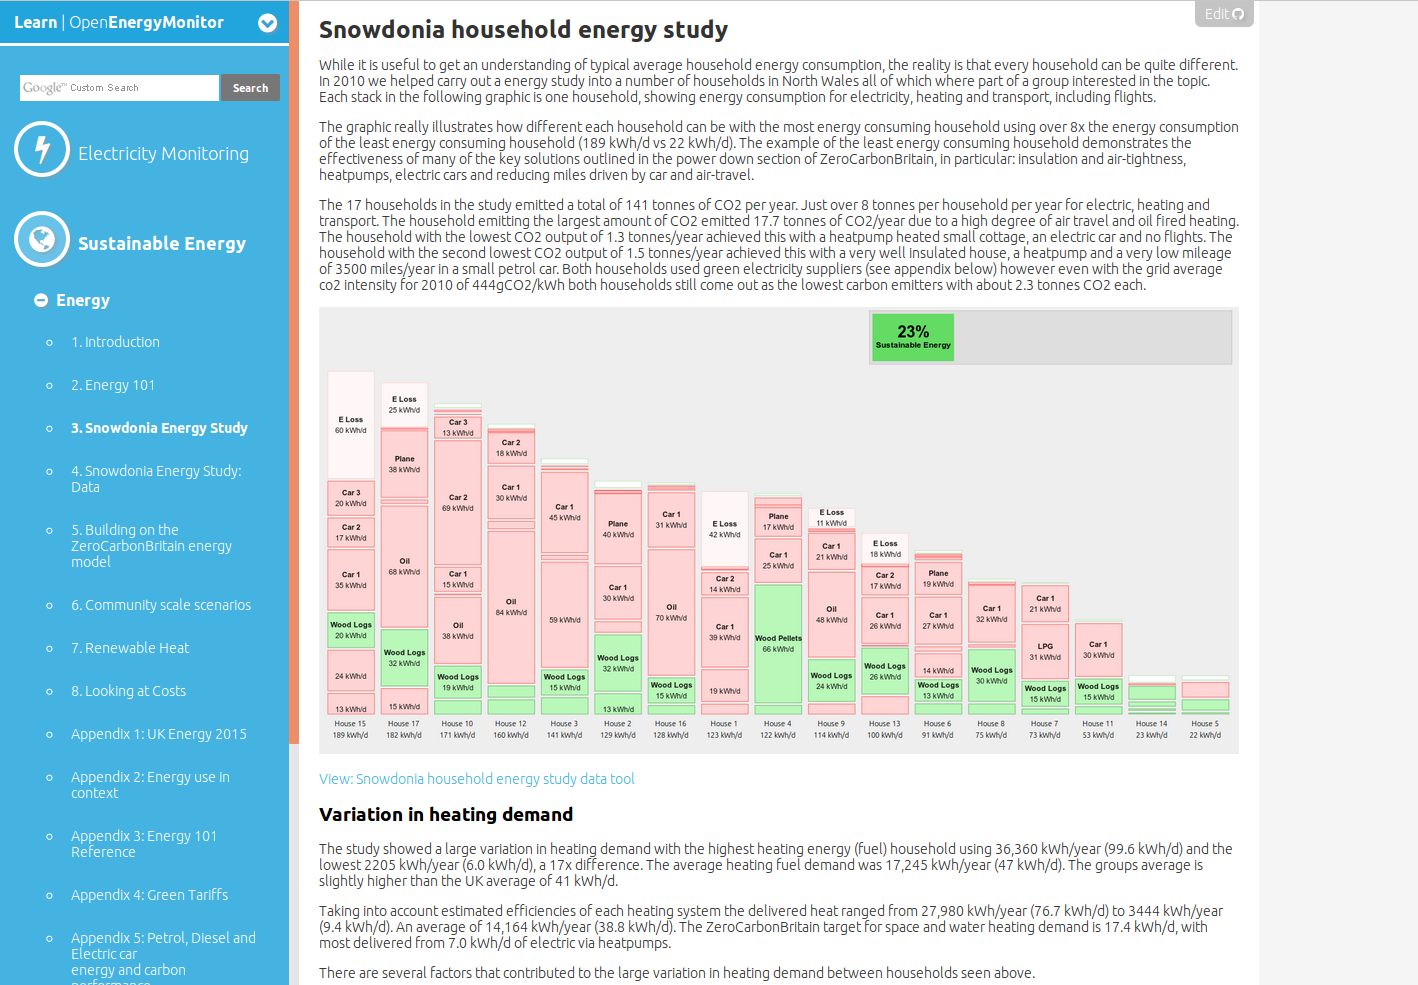 Learn | OpenEnergyMonitor
Google™ Custom Search
Search
Electricity Monitoring
Sustainable Energy
Energy
1. Introduction
2. Energy 101
3. Snowdonia Energy Study
4. Snowdonia Energy Study:
Data
5. Building on the
ZeroCarbonBritain energy
model
6. Community scale scenarios
7. Renewable Heat
8. Looking at Costs
Appendix 1: UK Energy 2015
Appendix 2: Energy use in
context
Appendix 3: Energy 101
Reference
Appendix 4: Green Tariffs
Appendix 5: Petrol, Diesel and
Electric car
energy and carbon
performance
Edit
Snowdonia household energy study
While it is useful to get an understanding of typical average household energy consumption, the reality is that every household can be quite different.
In 2010 we helped carry out a energy study into a number of households in North Wales all of which where part of a group interested in the topic.
Each stack in the following graphic is one household, showing energy consumption for electricity, heating and transport, including flights.
The graphic really illustrates how different each household can be with the most energy consuming household using over 8x the energy consumption
of the least energy consuming household (189 kWh/d vs 22 kWh/d). The example of the least energy consuming household demonstrates the
effectiveness of many of the key solutions outlined in the power down section of ZeroCarbonBritain, in particular: insulation and air-tightness,
heatpumps, electric cars and reducing miles driven by car and air-travel.
The 17 households in the study emitted a total of 141 tonnes of CO2 per year. Just over 8 tonnes per household per year for electric, heating and
transport. The household emitting the largest amount of CO2 emitted 17.7 tonnes of CO2/year due to a high degree of air travel and oil fired heating.
The household with the lowest CO2 output of 1.3 tonnes/year achieved this with a heatpump heated small cottage, an electric car and no flights. The
household with the second lowest CO2 output of 1.5 tonnes/year achieved this with a very well insulated house, a heatpump and a very low mileage
of 3500 miles/year in a small petrol car. Both households used green electricity suppliers (see appendix below) however even with the grid average
co2 intensity for 2010 of 444gCO2/kWh both households still come out as the lowest carbon emitters with about 2.3 tonnes CO2 each.
23%
Sustainable Energy
E Loss
60 kWh/d
Car 3
20 kWh/d
Car 2
17 kWh/d
Car 1
35 kWh/d
Wood Logs
20 kWh/d
24 kWh/d
13 kWh/d
House 15
189 kWh/d
E Loss
25 kWh/d
Plane
38 kWh/d
Oil
68 kWh/d
Wood Logs
32 kWh/d
15 kWh/d
House 17
182 kWh/d
Car 3
13 kWh/d
Car 2
69 kWh/d
Car 1
15 kWh/d
Oil
38 kWh/d
Wood Logs
19 kWh/d
House 10
171 kWh/d
Car 2
18 kWh/d
Car 1
30 kWh/d
Oil
84 kWh/d
House 12
160 kWh/d
Car 1
45 kWh/d
59 kWh/d
Wood Logs
15 kWh/d
House 3
141 kWh/d
Plane
40 kWh/d
Car 1
30 kWh/d
Wood Logs
32 kWh/d
13 kWh/d
House 2
129 kWh/d
Car 1
31 kWh/d
Oil
70 kWh/d
Wood Logs
15 kWh/d
House 16
128 kWh/d
E Loss
42 kWh/d
Car 2
14 kWh/d
Car 1
39 kWh/d
19 kWh/d
House 1
123 kWh/d
Plane
17 kWh/d
Car 1
25 kWh/d
Wood Pellets
66 kWh/d
House 4
122 kWh/d
E Loss
11 kWh/d
Car 1
21 kWh/d
Oil
48 kWh/d
Wood Logs
24 kWh/d
House 9
114 kWh/d
E Loss
18 kWh/d
Car 2
17 kWh/d
Car 1
26 kWh/d
Wood Logs
26 kWh/d
House 13
100 kWh/d
Plane
19 kWh/d
Car 1
27 kWh/d
14 kWh/d
Wood Logs
13 kWh/d
House 6
91 kWh/d
Car 1
32 kWh/d
Wood Logs
30 kWh/d
House 8
75 kWh/d
Car 1
21 kWh/d
LPG
31 kWh/d
Wood Logs
15 kWh/d
House 7
73 kWh/d
Car 1
30 kWh/d
Wood Logs
15 kWh/d
House 11
53 kWh/d
House 14
23 kWh/d
House 5
22 kWh/d
View: Snowdonia household energy study data tool
Variation in heating demand
The study showed a large variation in heating demand with the highest heating energy (fuel) household using 36,360 kWh/year (99.6 kWh/d) and the
lowest 2205 kWh/year (6.0 kWh/d), a 17x difference. The average heating fuel demand was 17,245 kWh/year (47 kWh/d). The groups average is
slightly higher than the UK average of 41 kWh/d.
Taking into account estimated efficiencies of each heating system the delivered heat ranged from 27,980 kWh/year (76.7 kWh/d) to 3444 kWh/year
(9.4 kWh/d). An average of 14,164 kWh/year (38.8 kWh/d). The ZeroCarbonBritain target for space and water heating demand is 17.4 kWh/d, with
most delivered from 7.0 kWh/d of electric via heatpumps.
There are several factors that contributed to the large variation in heating demand between households seen above.